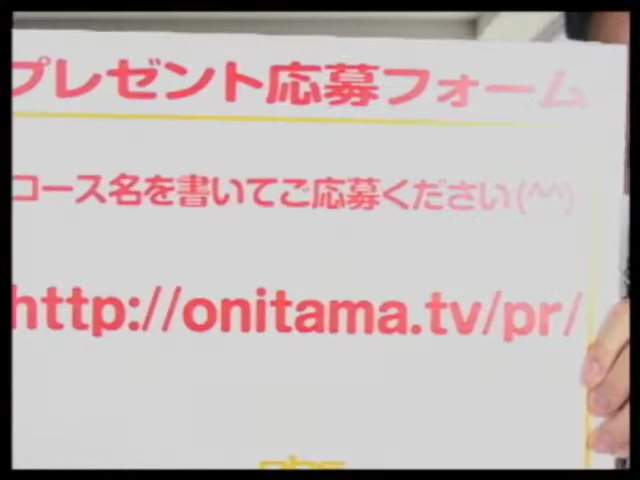 プレゼント応募フォーム
コース名を書いてご応募ください(^^)
http://onitama.tv/pr/